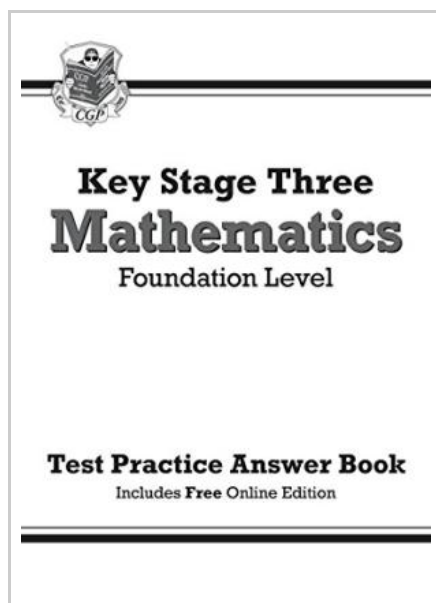 CGP
Key Stage Three
Mathematics
Foundation Level
Test Practice Answer Book
Includes Free Online Edition